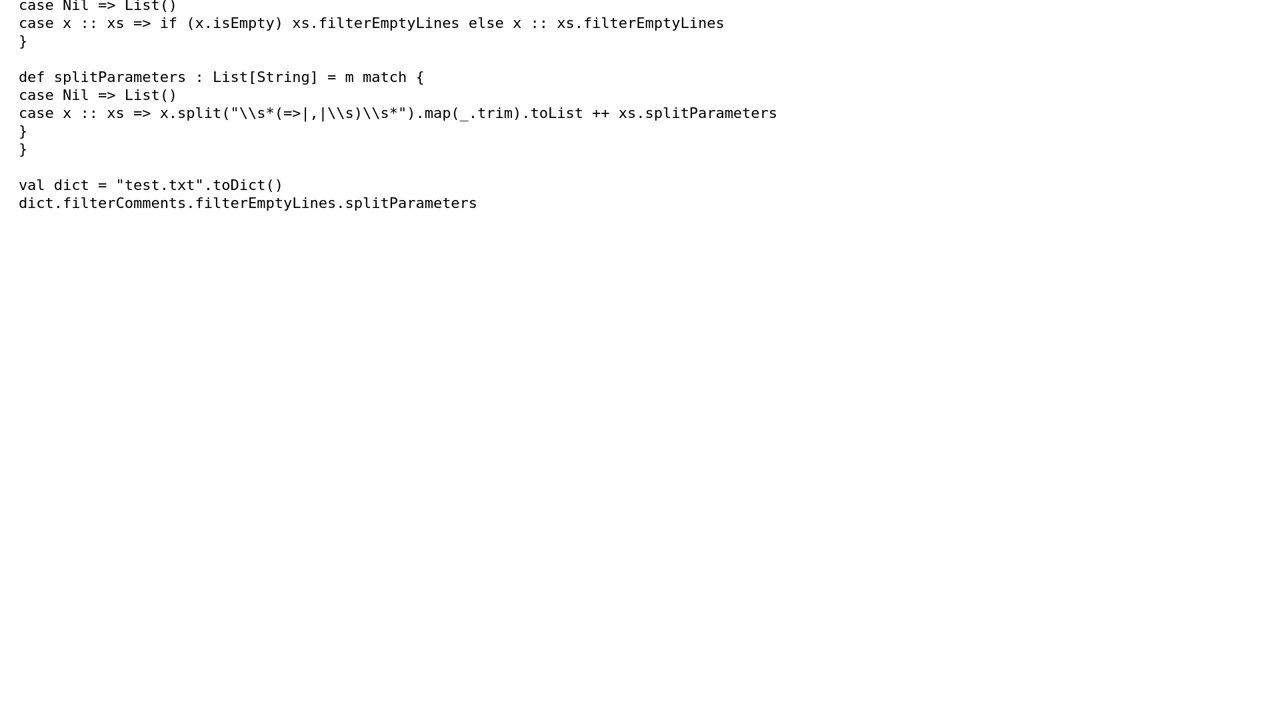 case Nil => List()
case x :: xs => if (x.isEmpty) xs.filterEmptyLines else x :: xs.filterEmptyLines
}
def splitParameters : List[String] = m match {
case Nil => List()
case x :: xs => x.split("\\s*(=>|,|\\s)\\s*").map(_.trim).toList ++ xs.splitParameters
}
}
val dict = "test.txt".toDict()
dict.filterComments.filterEmptyLines.splitParameters